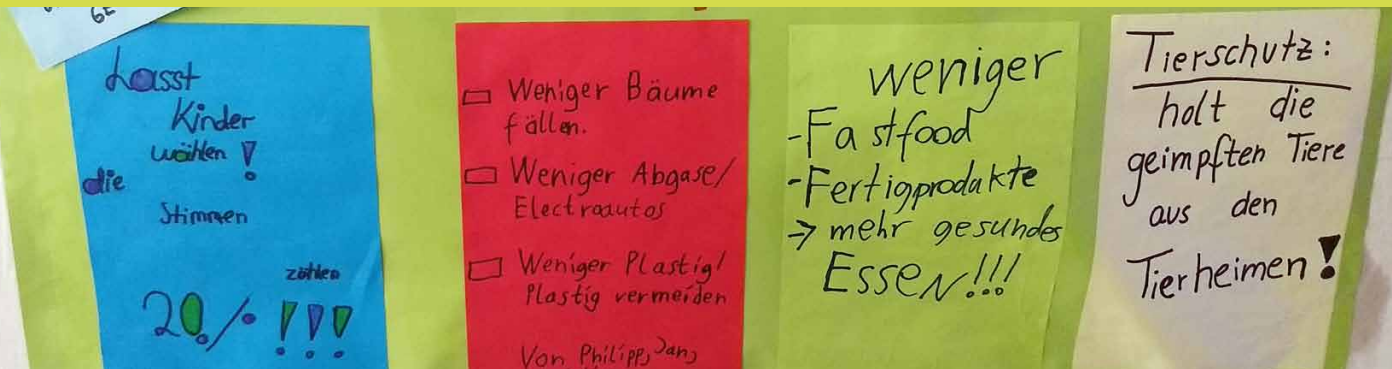 GE
Lasst
Kinder
wählen !
die
Stimmen
zählen
20% !!!
Weniger Bäume
fällen.
Weniger Abgase/
Electroautos
Weniger Plastig/
Plastig vermeiden
Von Philipp, Jan,
weniger
-Fastfood
-Fertigprodukte
→ mehr gesundes
Essen!!!
Tierschutz:
holt die
geimpften Tiere
aus den
Tierheimen!